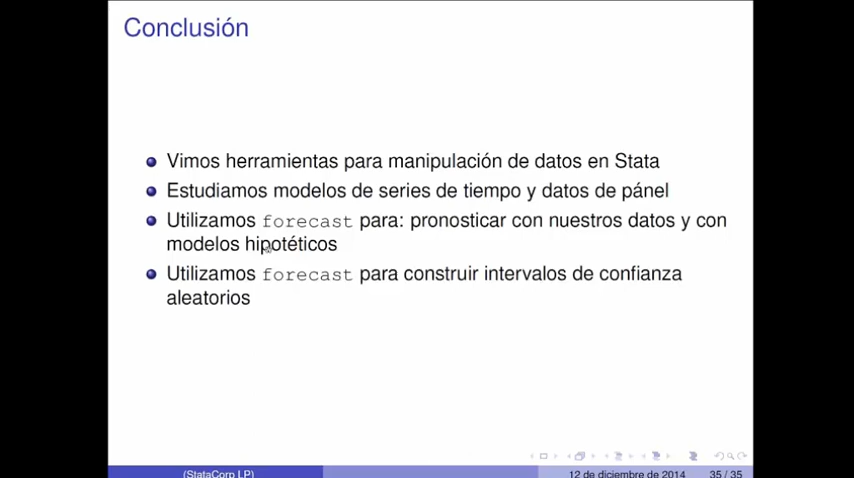 Conclusión
Vimos herramientas para manipulación de datos en Stata
Estudiamos modelos de series de tiempo y datos de pánel
Utilizamos forecast para: pronosticar con nuestros datos y con
modelos hipotéticos
Utilizamos forecast para construir intervalos de confianza
aleatorios
(StataCorp LP) 12 de diciembre de 2014 35 / 35